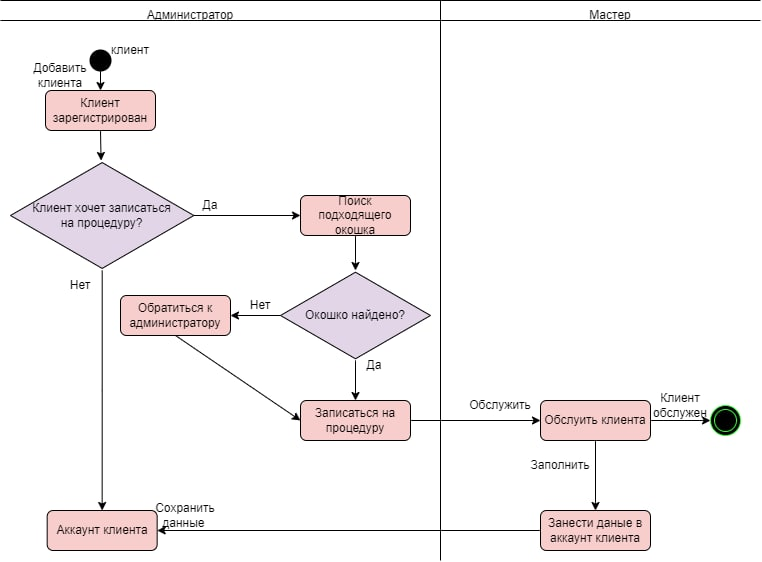 Администратор
Мастер
клиент
Добавить
клиента
Клиент
зарегистрирован
Клиент хочет записаться
на процедуру?
Да
Поиск
подходящего
окошка
Нет
Обратиться к
администратору
Нет
Окошко найдено?
Да
Записаться на
процедуру
Обслужить
Обслуить клиента
Клиент
обслужен
Заполнить
Сохранить
данные
Аккаунт клиента
Занести даные в
аккаунт клиента